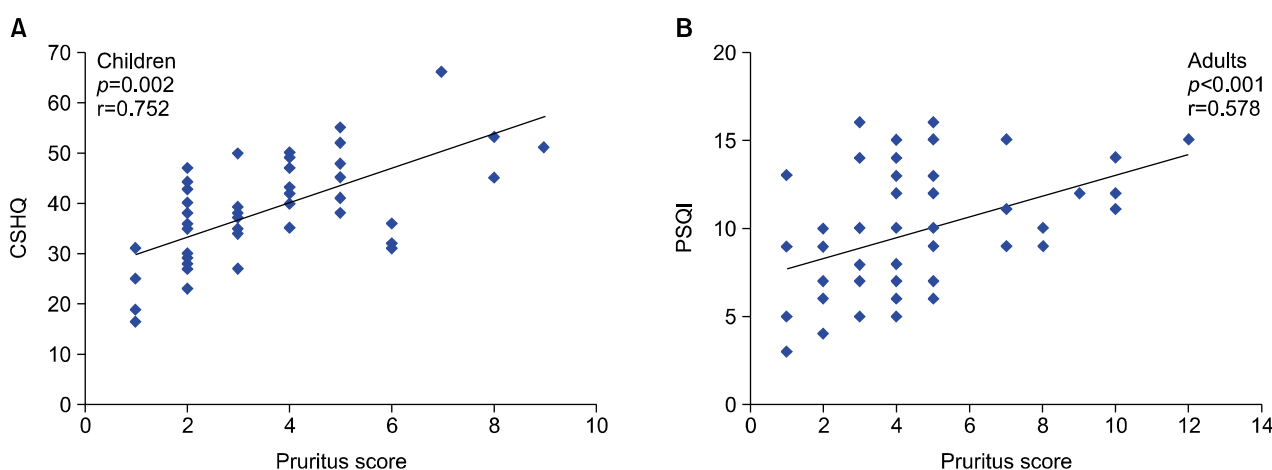 A
Children
p=0.002
r=0.752
70
60
50
40
30
20
10
0
CSHQ
0 2 4 6 8 10
Pruritus score
B
Adults
p<0.001
r=0.578
20
15
10
5
0
PSQI
0 2 4 6 8 10 12 14
Pruritus score